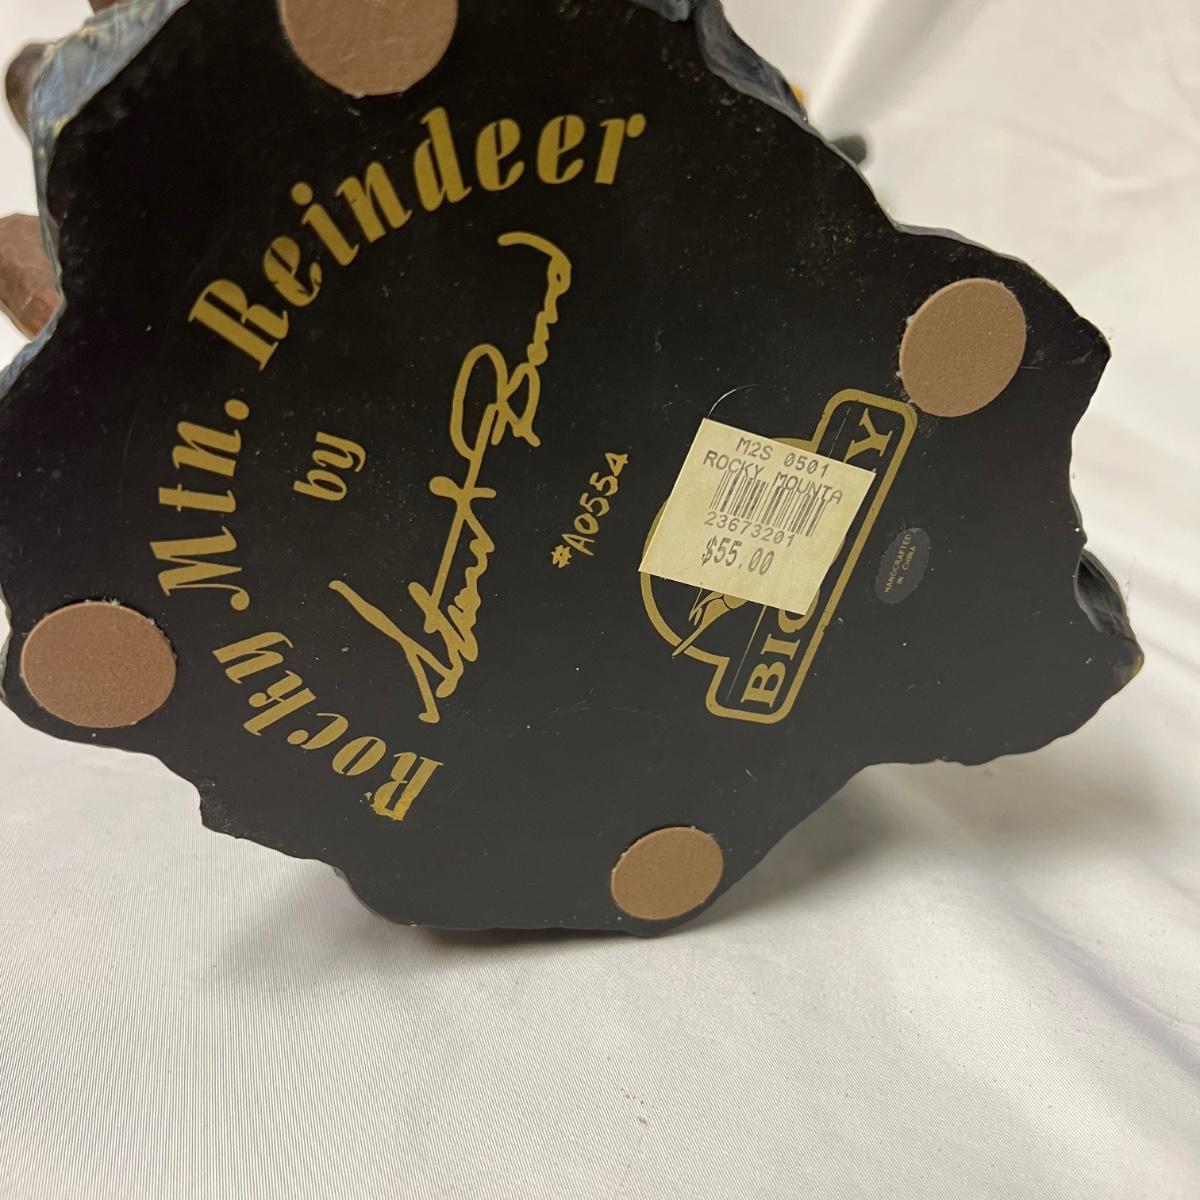 Rocky Mtn. Reindeer
by
#A0554
M2S 0501
ROCKY MOUNTA
23673201
$55.00
HANDCRAFTED
IN CHINA